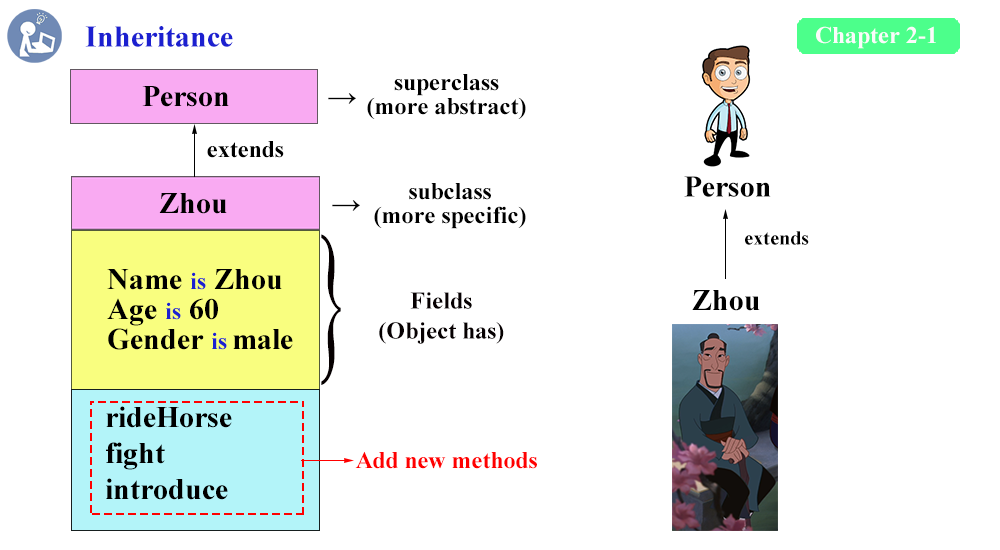 Inheritance
Chapter 2-1
Person
superclass
(more abstract)
extends
Zhou
subclass
(more specific)
Name is Zhou
Age is 60
Gender is male
Fields
(Object has)
rideHorse
fight
introduce
Add new methods
Person
extends
Zhou